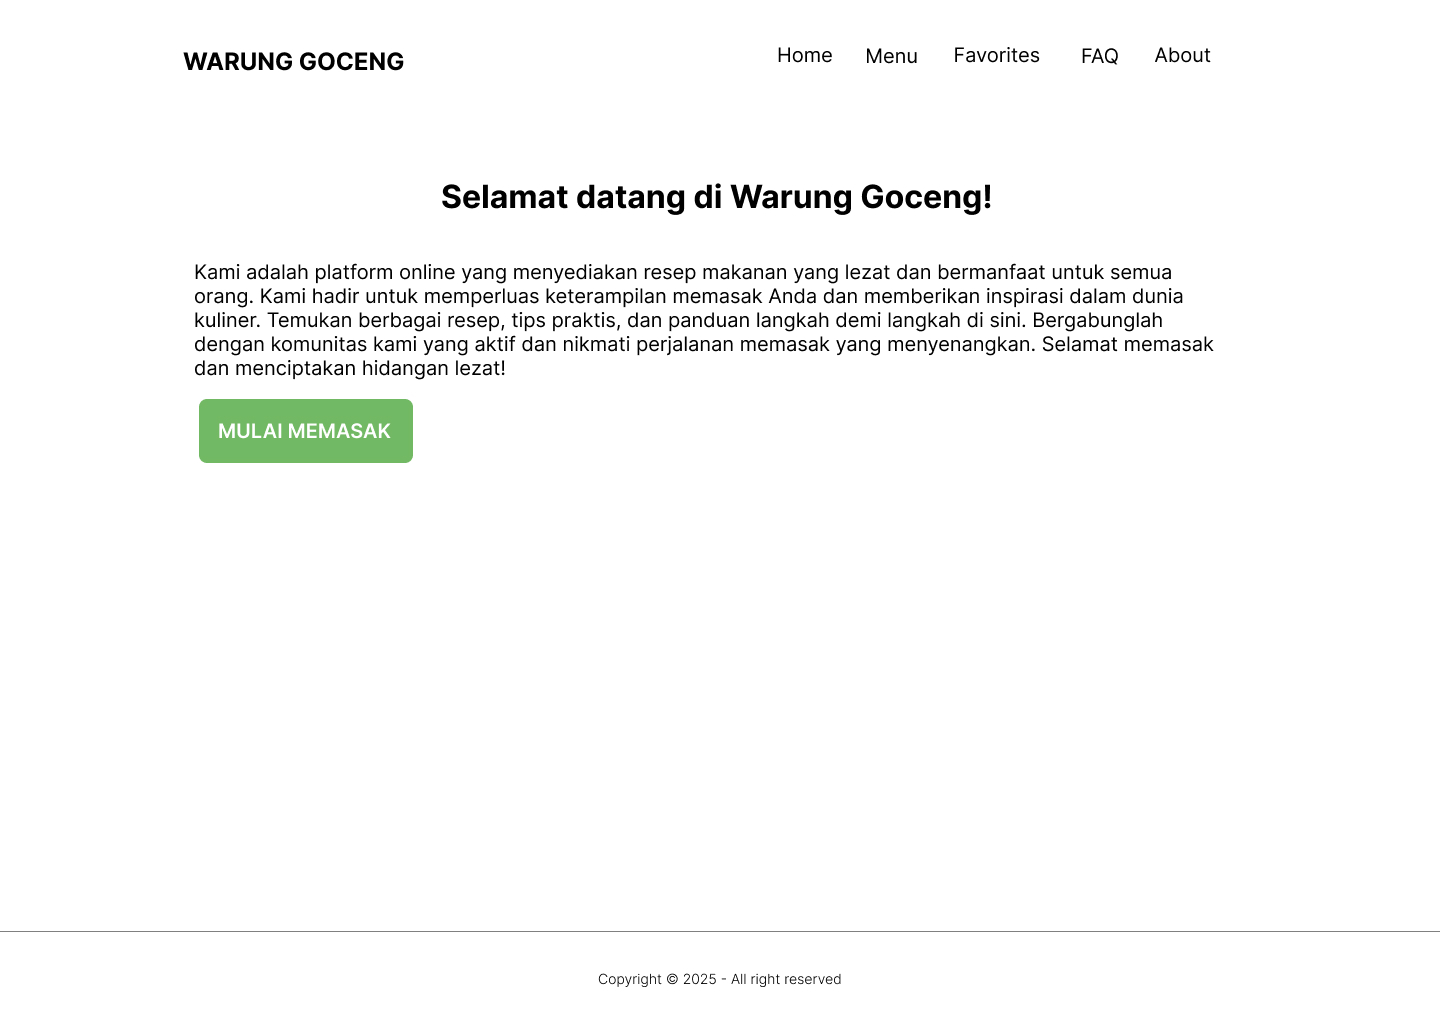 WARUNG GOCENG
Home Menu Favorites FAQ About
Selamat datang di Warung Goceng!
Kami adalah platform online yang menyediakan resep makanan yang lezat dan bermanfaat untuk semua
orang. Kami hadir untuk memperluas keterampilan memasak Anda dan memberikan inspirasi dalam dunia
kuliner. Temukan berbagai resep, tips praktis, dan panduan langkah demi langkah di sini. Bergabunglah
dengan komunitas kami yang aktif dan nikmati perjalanan memasak yang menyenangkan. Selamat memasak
dan menciptakan hidangan lezat!
MULAI MEMASAK
Copyright © 2025 - All right reserved